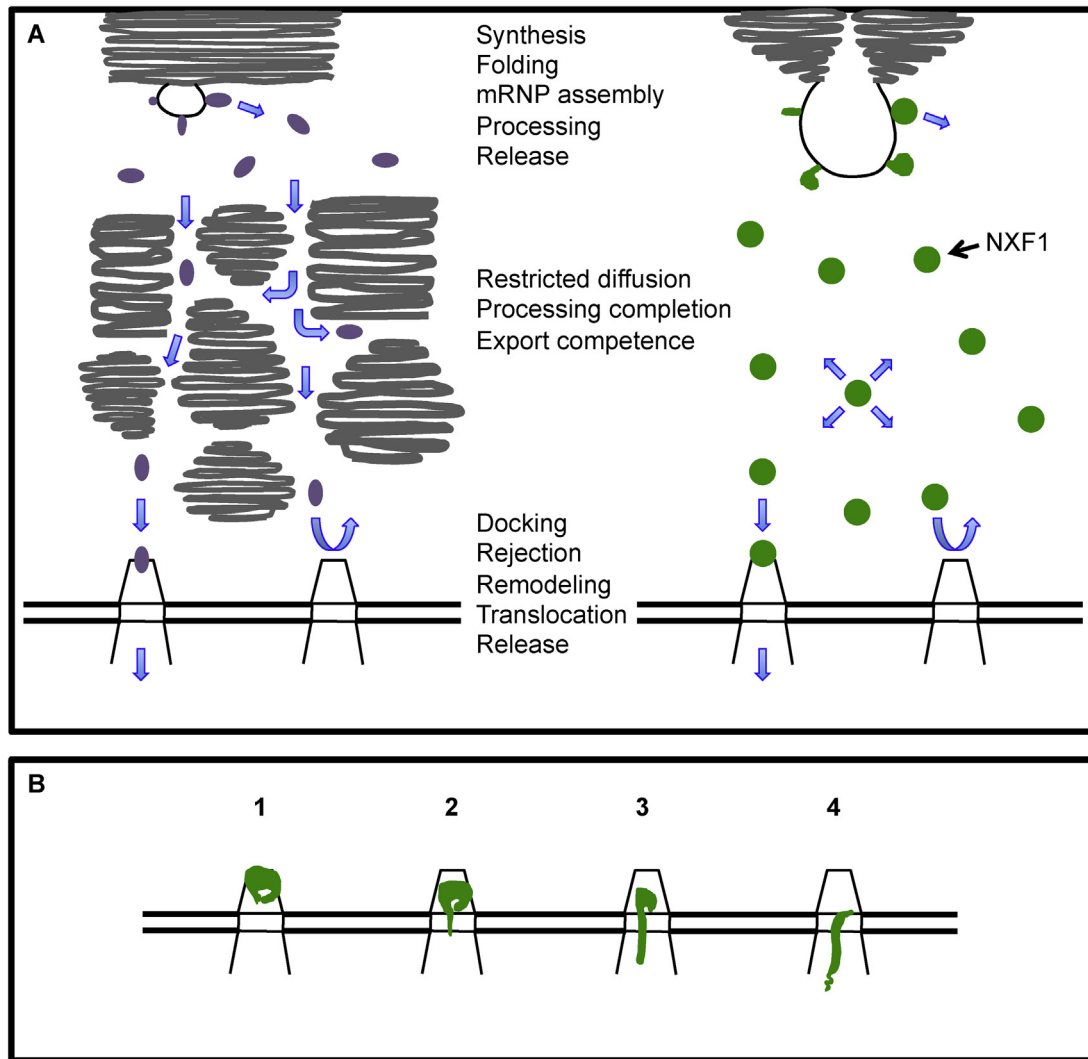 A
Synthesis
Folding
mRNP assembly
Processing
Release
NXF1
Restricted diffusion
Processing completion
Export competence
Docking
Rejection
Remodeling
Translocation
Release
B
1 2 3 4